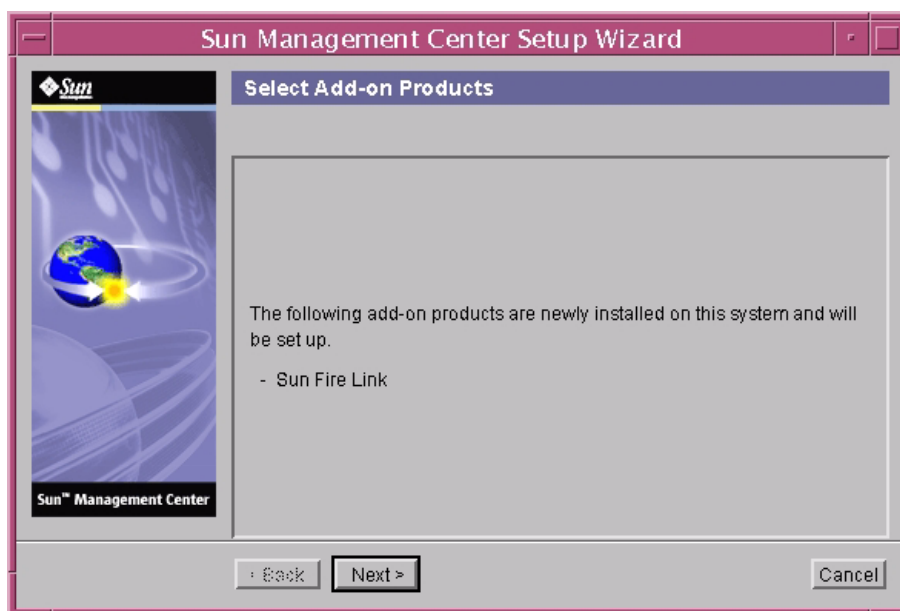 Sun Management Center Setup Wizard
Sun
Select Add-on Products
The following add-on products are newly installed on this system and will
be set up.
- Sun Fire Link
Sun™ Management Center
< Back
Next >
Cancel